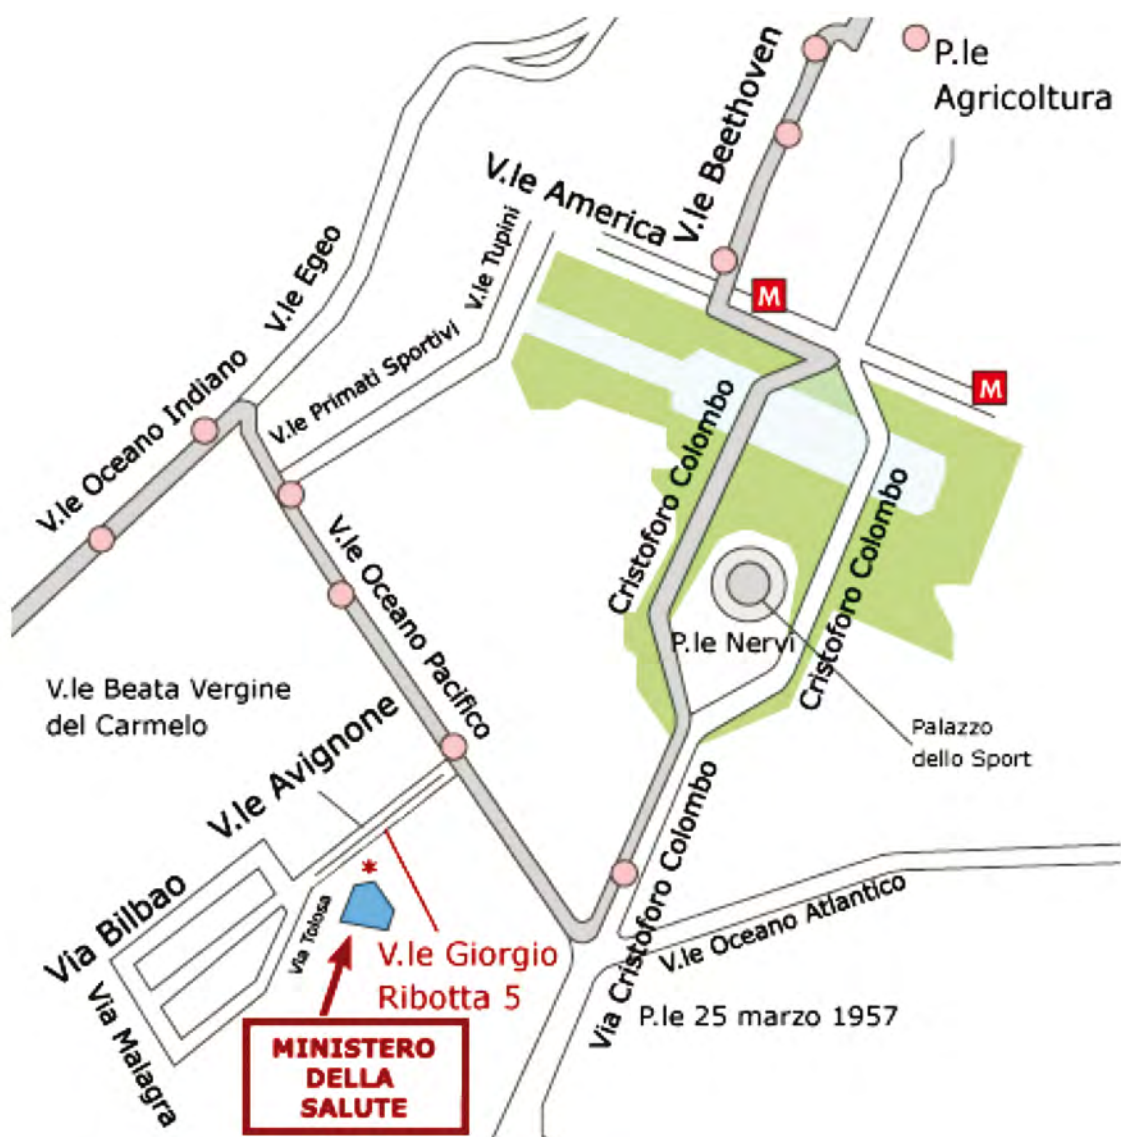 P.le
Agricoltura
V.le Beethoven
V.le America
V.le Tupini
V.le Egeo
M
V.le Primati Sportivi
V.le Oceano Indiano
M
Cristoforo Colombo
Cristoforo Colombo
V.le Oceano Pacifico
P.le Nervi
V.le Beata Vergine
del Carmelo
Palazzo
dello Sport
V.le Avignone
*
Via Bilbao
Via Tolosa
V.le Giorgio
Ribotta 5
Via Cristoforo Colombo
V.le Oceano Atlantico
Via Malagra
P.le 25 marzo 1957
MINISTERO
DELLA
SALUTE